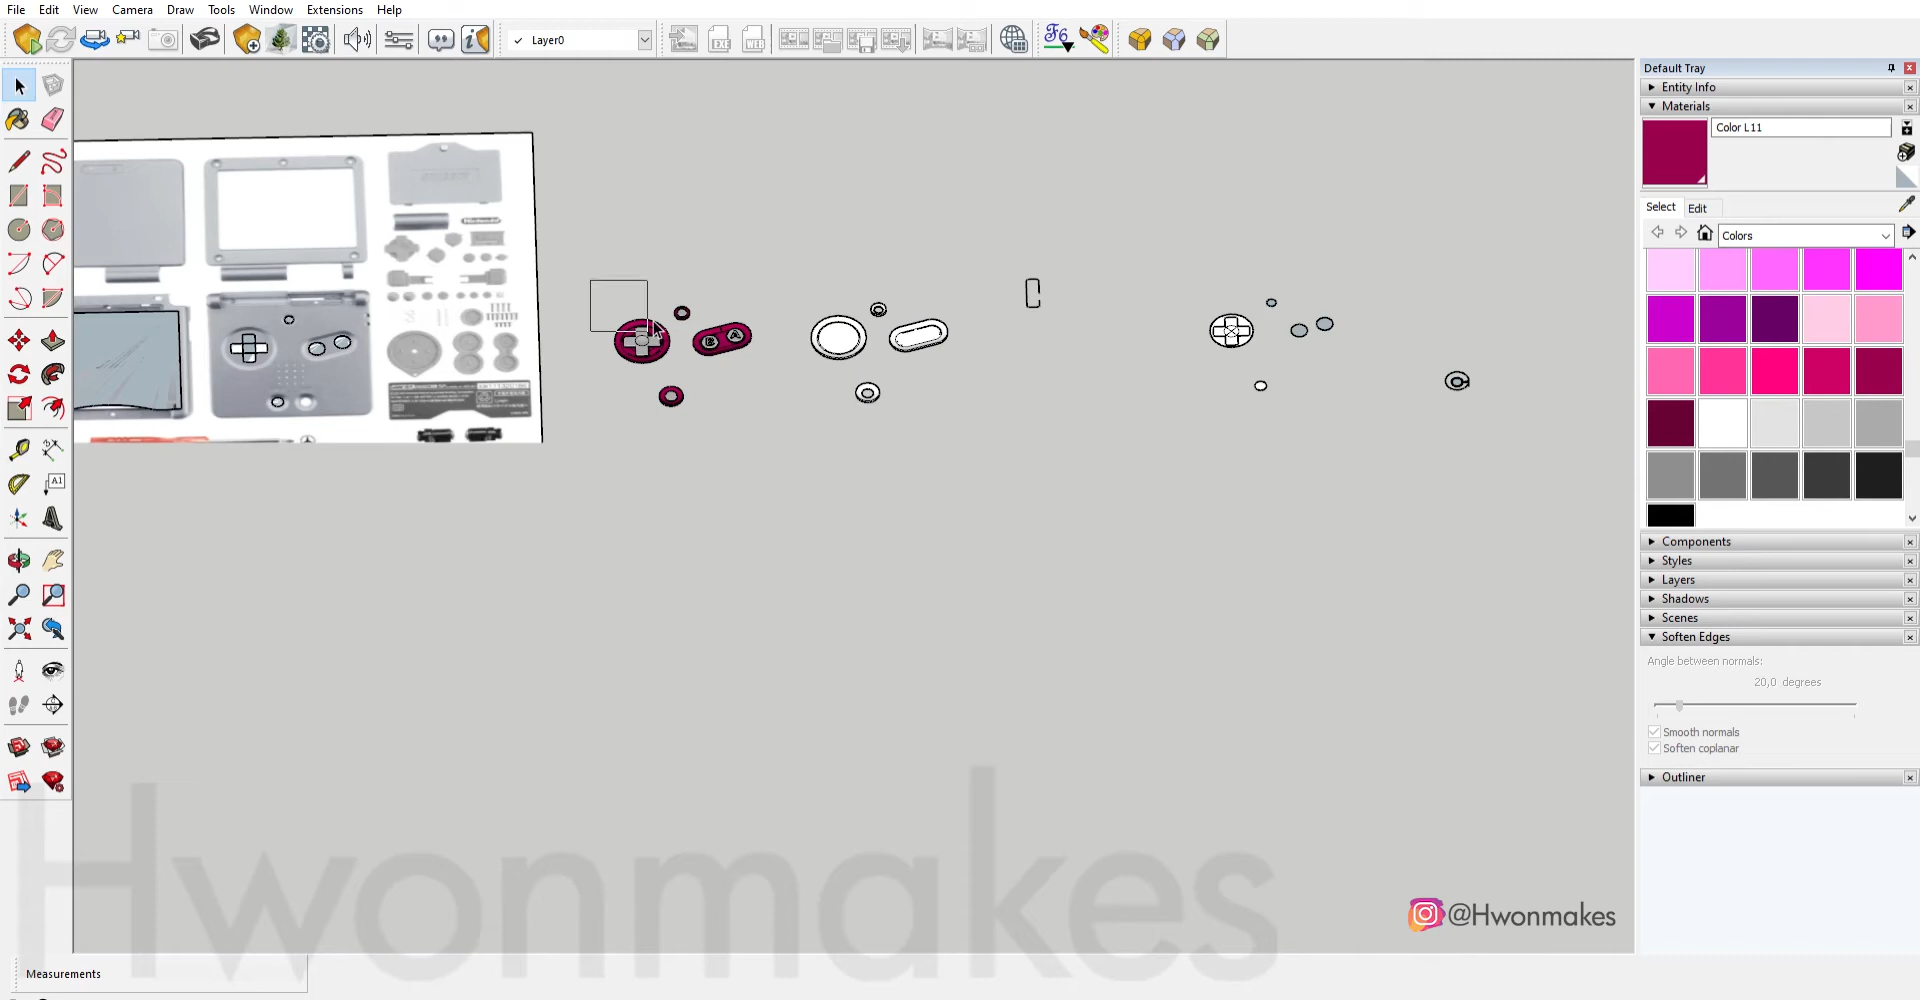 File Edit View Camera Draw Tools Window Extensions Help
Layer0
Default Tray
Entity Info
Materials
Color L11
Select Edit
Colors
B A
Components
Styles
Layers
Shadows
Scenes
Soften Edges
Angle between normals:
20,0 degrees
Smooth normals
Soften coplanar
Outliner
Hwonmakes
@Hwonmakes
Measurements